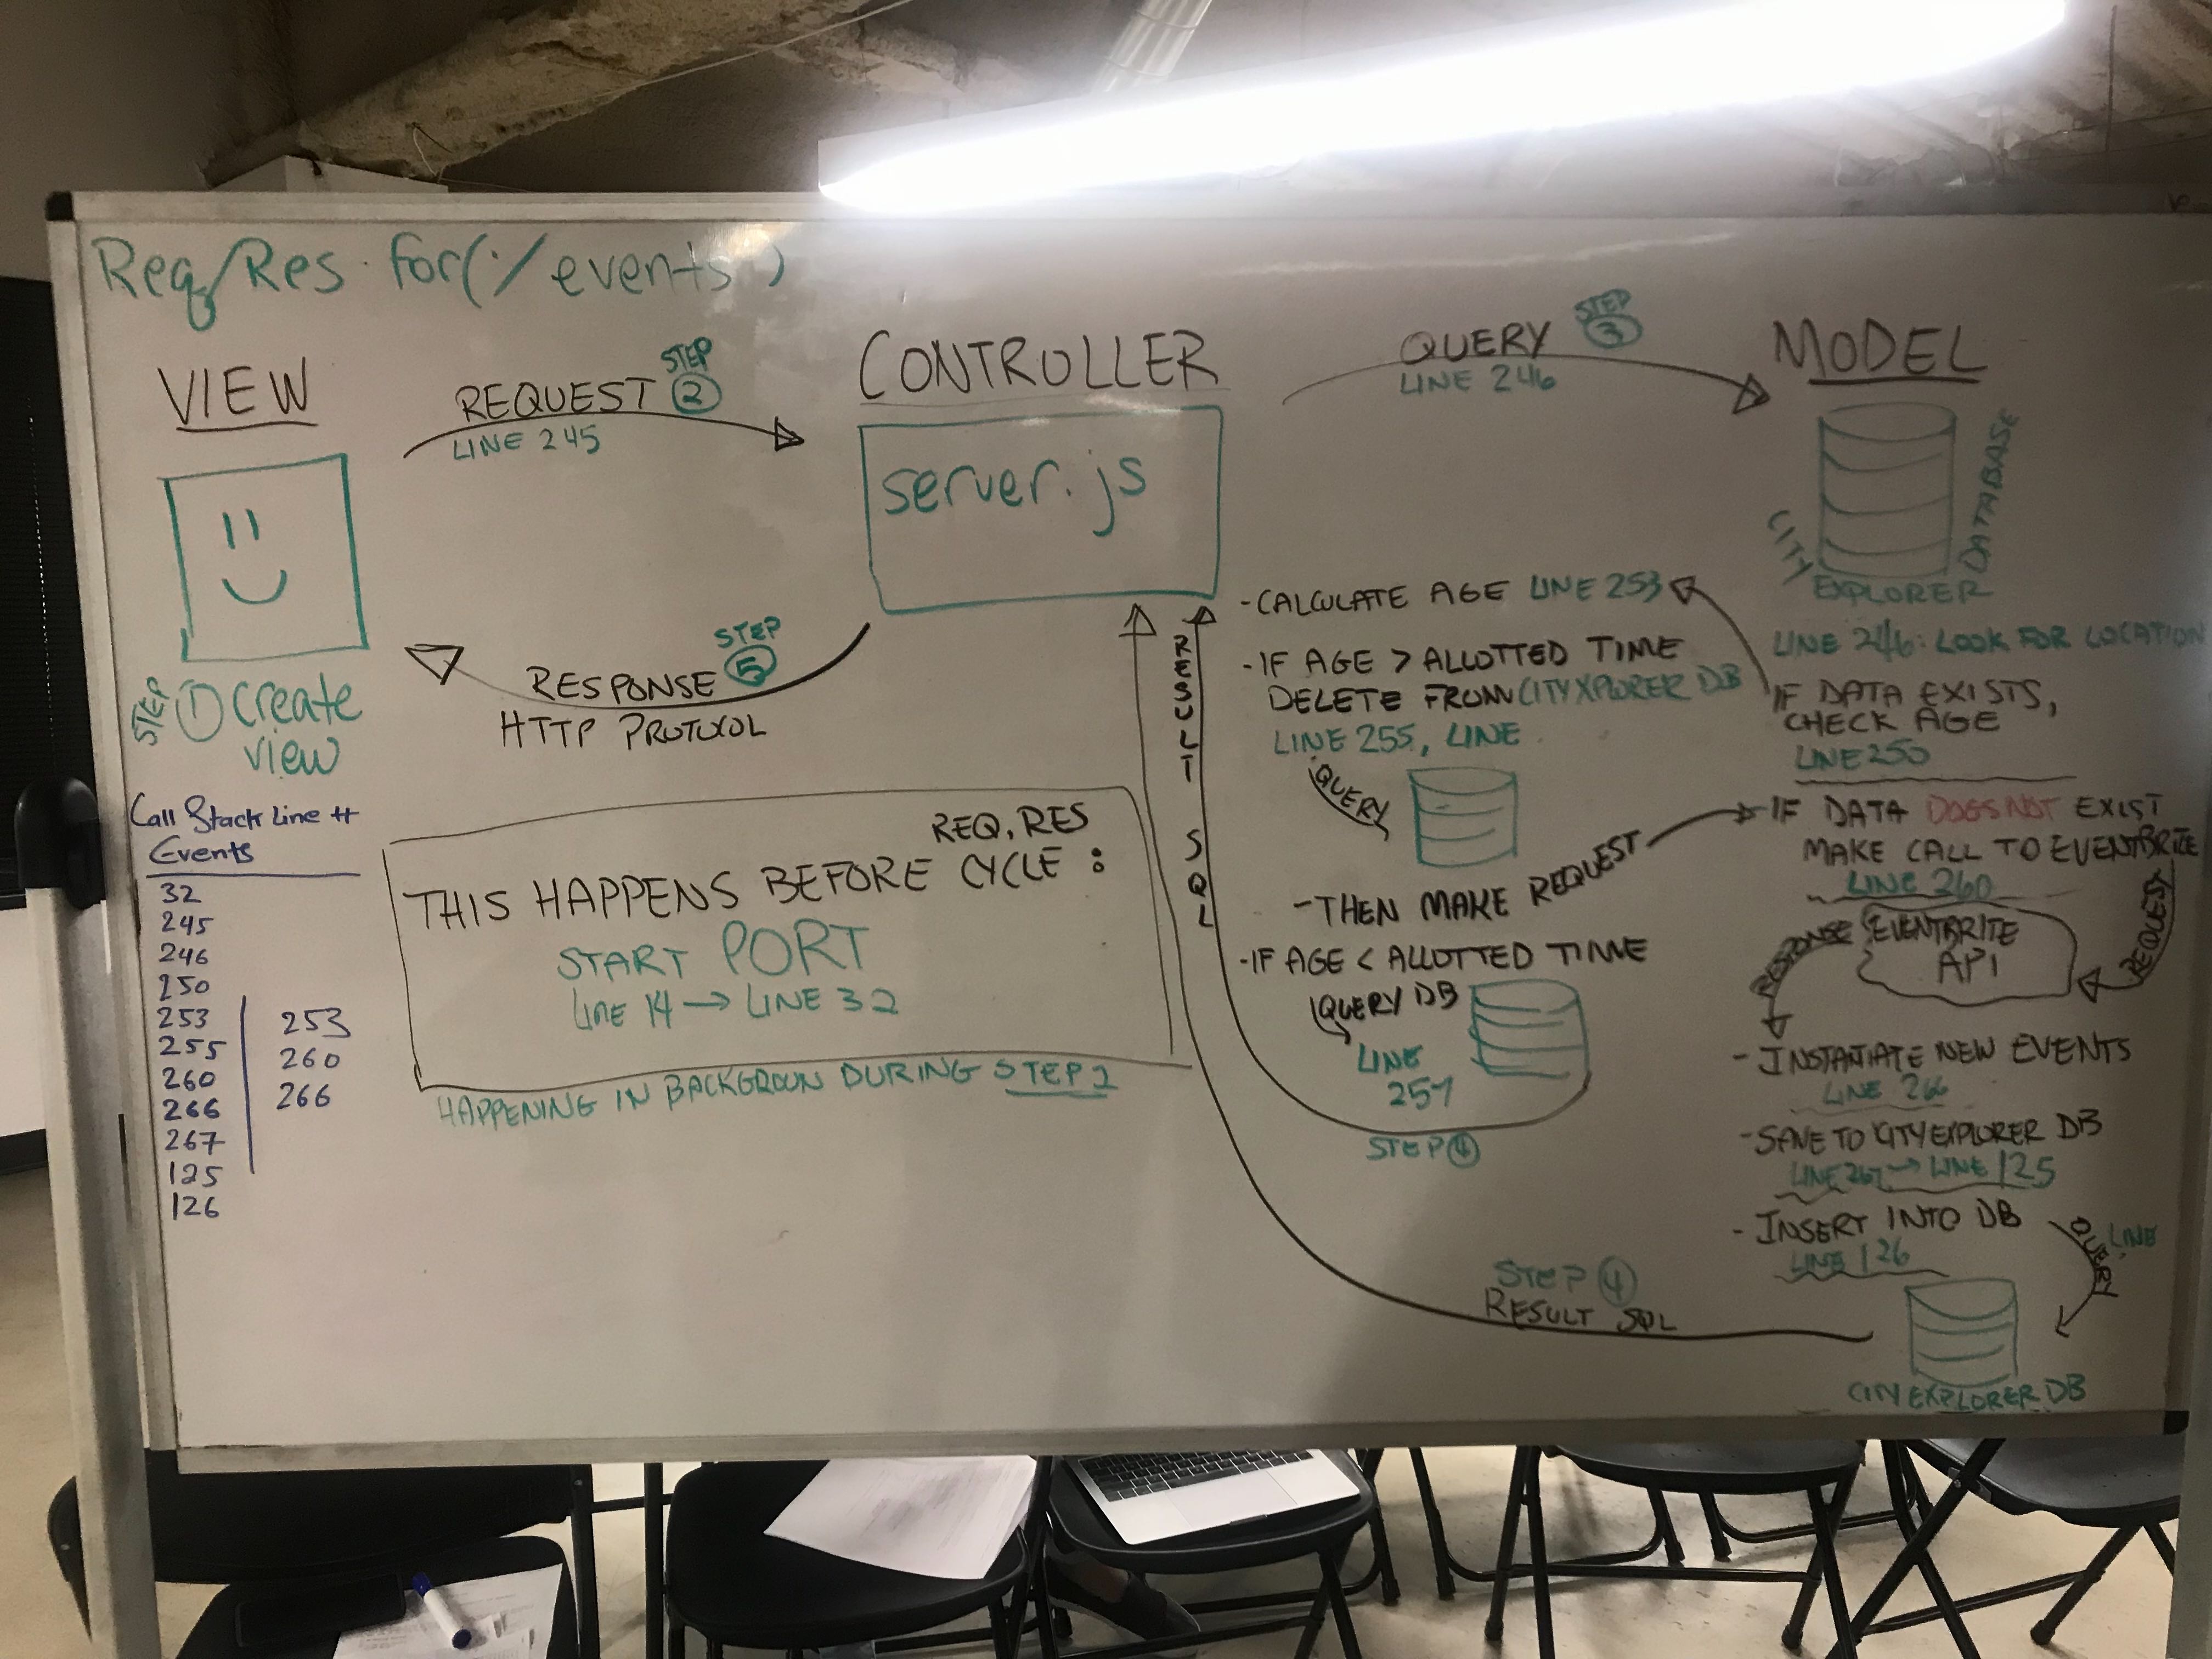 Req/Res for(‘/events’)
VIEW
REQUEST
STEP
2
LINE 245
CONTROLLER
server.js
QUERY
STEP
3
LINE 246
MODEL
CITY
EXPLORER
DATABASE
LINE 246: LOOK FOR LOCATION
IF DATA EXISTS,
CHECK AGE
LINE 250
STEP
1 Create
view
RESPONSE
STEP
5
HTTP PROTOCOL
RESULT SQL
-CALCULATE AGE LINE 253
-IF AGE > ALLOTTED TIME
DELETE FROM CITYXPLORER DB
LINE 255, LINE
QUERY
-THEN MAKE REQUEST
-IF AGE < ALLOTTED TIME
QUERY DB
LINE
257
STEP 4
IF DATA DOES NOT EXIST
MAKE CALL TO EVENTBRITE
LINE 260
REQUEST
EVENTBRITE
API
RESPONSE
- INSTANTIATE NEW EVENTS
LINE 266
-SAVE TO CITYEXPLORER DB
LINE 267 → LINE 125
- INSERT INTO DB
LINE 126
QUERY
LINE
CITY EXPLORER DB
STEP 4
RESULT SQL
REQ, RES
THIS HAPPENS BEFORE CYCLE :
START PORT
LINE 14 → LINE 32
HAPPENING IN BACKGROUN DURING STEP 1
Call Stack Line #
Events
32
245
246
250
253
255
260
266
267
125
126
253
260
266